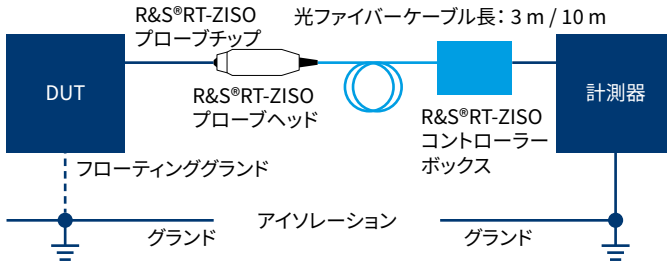 R&S®RT-ZISO
プローブチップ
光ファイバーケーブル長：3 m / 10 m
DUT
R&S®RT-ZISO
プローブヘッド
R&S®RT-ZISO
コントローラー
ボックス
計測器
フローティンググランド
アイソレーション
グランド
グランド